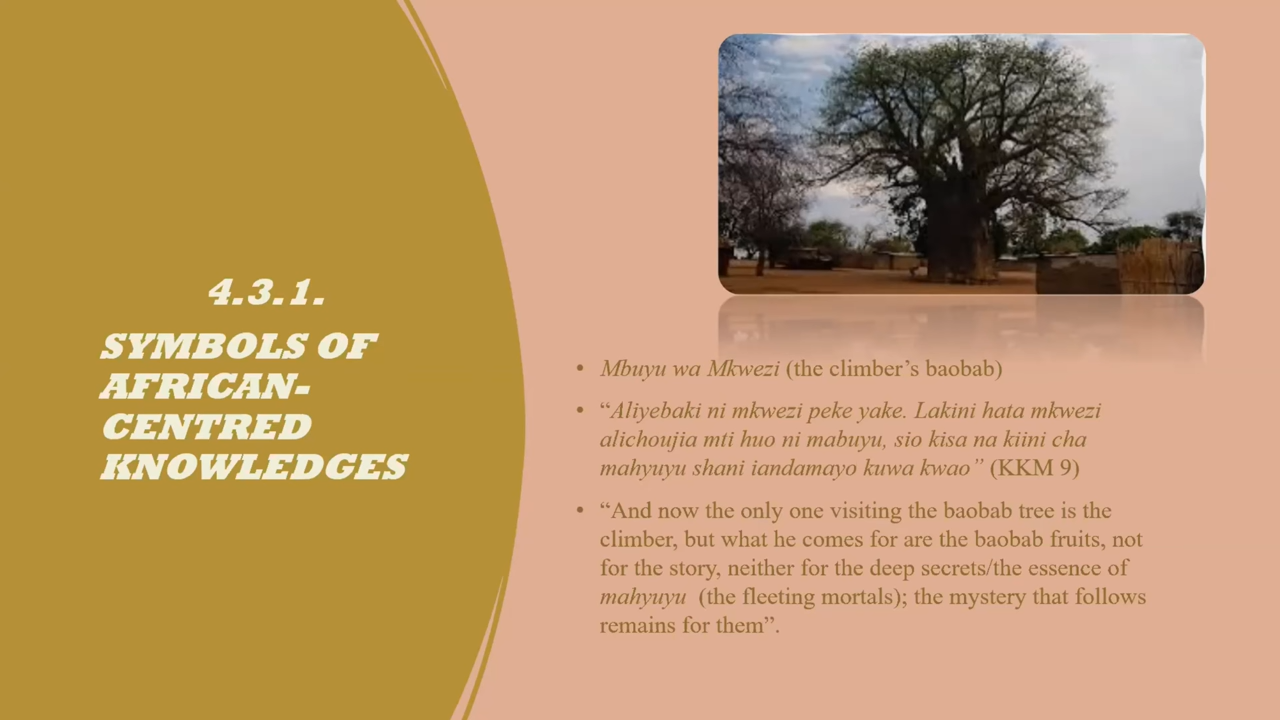 4.3.1.
SYMBOLS OF
AFRICAN-
CENTRED
KNOWLEDGES
• Mbuyu wa Mkwezi (the climber’s baobab)
• “Aliyebaki ni mkwezi peke yake. Lakini hata mkwezi
alichoujia mti huo ni mabuyu, sio kisa na kiini cha
mahyuyu shani iandamayo kuwa kwao” (KKM 9)
• “And now the only one visiting the baobab tree is the
climber, but what he comes for are the baobab fruits, not
for the story, neither for the deep secrets/the essence of
mahyuyu (the fleeting mortals); the mystery that follows
remains for them”.